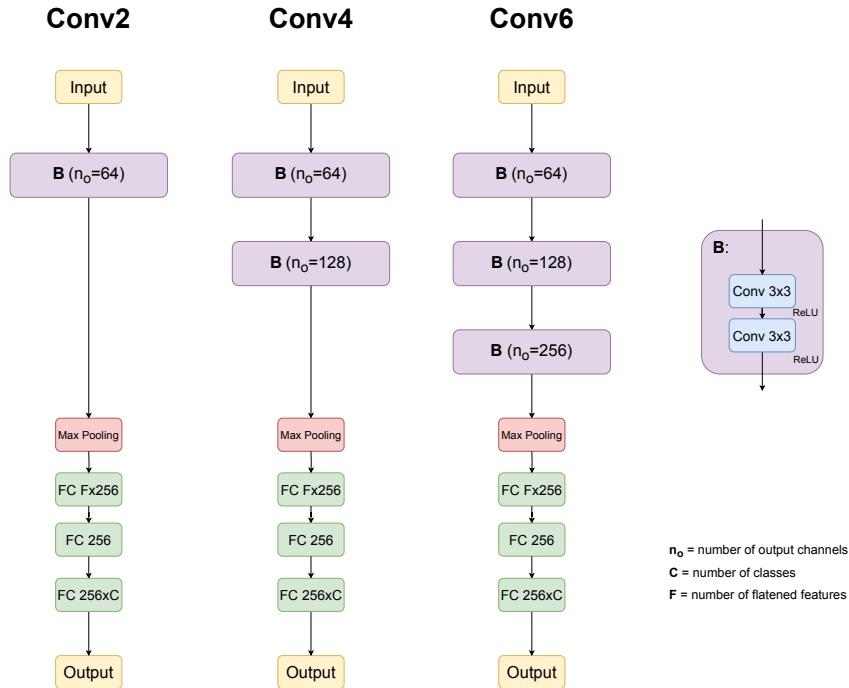 Conv2
Conv4
Conv6
Input
Input
Input
B (nₒ=64)
B (nₒ=64)
B (nₒ=64)
B (nₒ=128)
B (nₒ=128)
B (nₒ=256)
B:
Conv 3x3
ReLU
Conv 3x3
ReLU
Max Pooling
Max Pooling
Max Pooling
FC Fx256
FC Fx256
FC Fx256
FC 256
FC 256
FC 256
FC 256xC
FC 256xC
FC 256xC
Output
Output
Output
nₒ = number of output channels
C = number of classes
F = number of flatened features